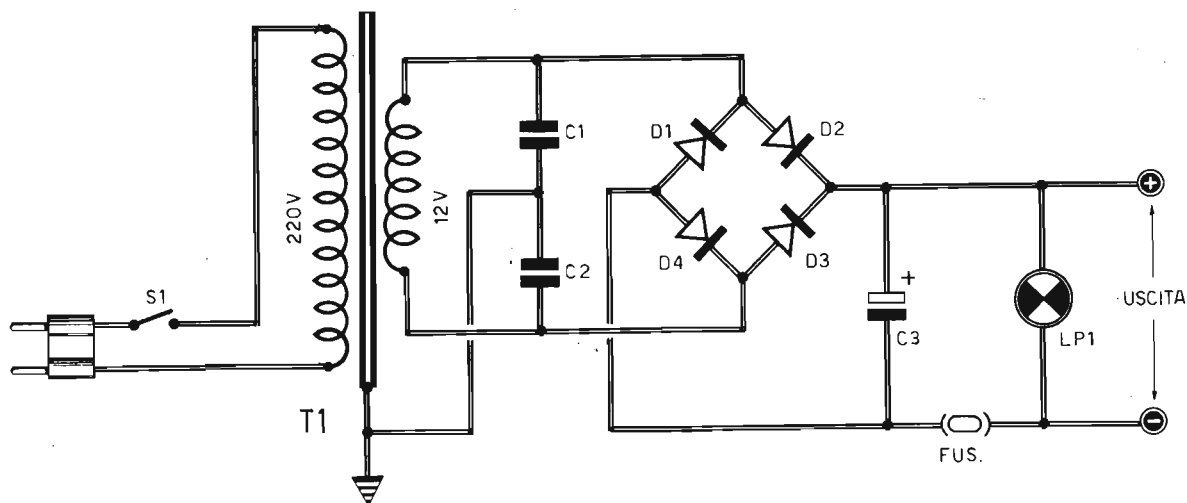 S1
220V
T1
12V
C1
C2
D1
D2
D4
D3
+
C3
LP1
FUS.
+
USCITA
-